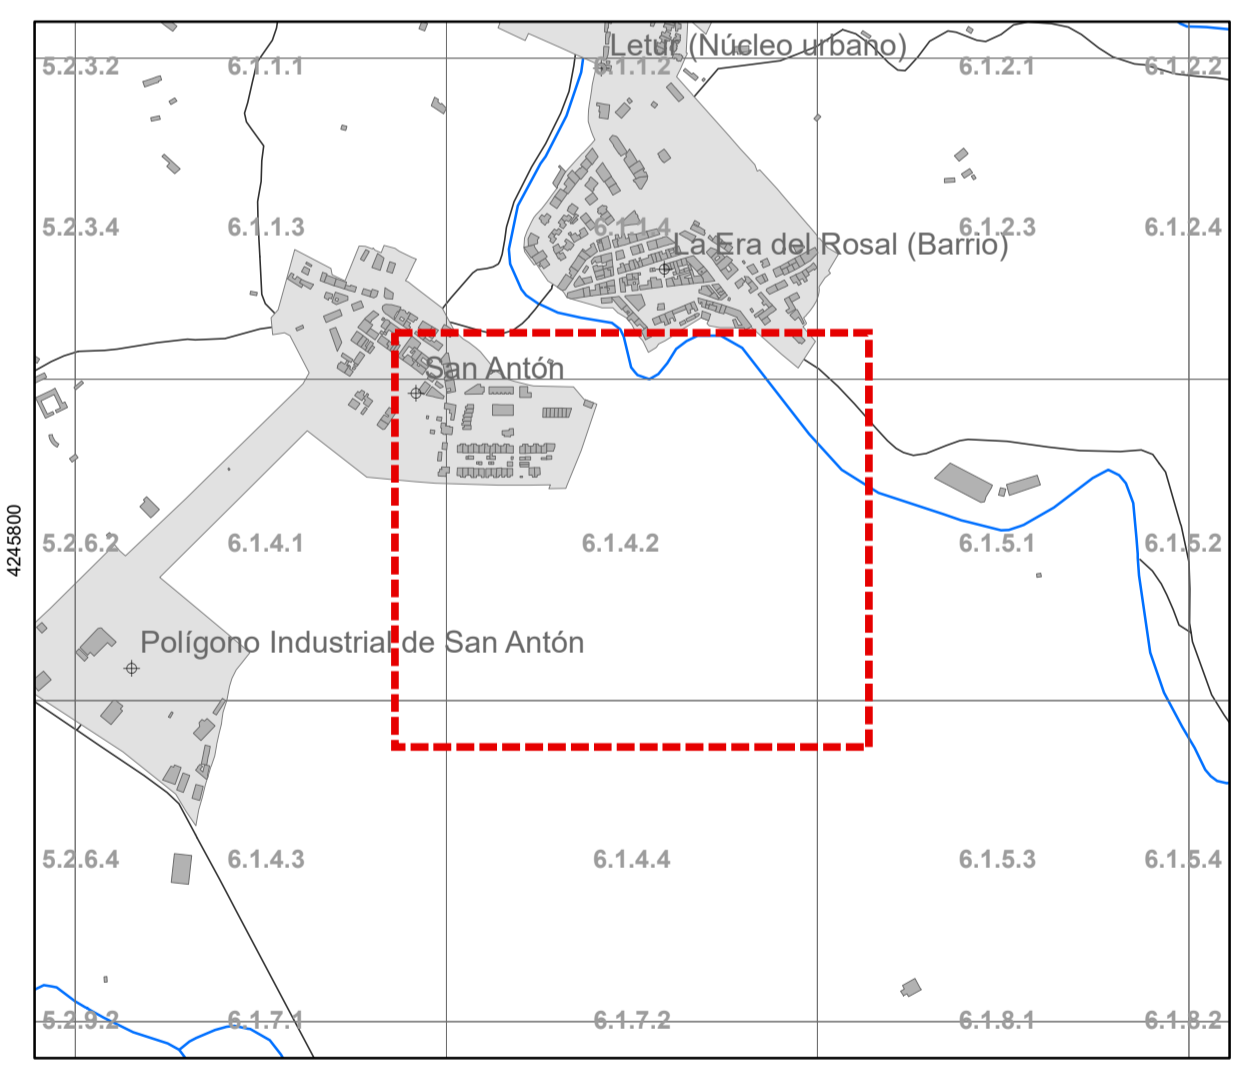 Letur (Núcleo urbano)
5.2.3.2 6.1.1.1 6.1.1.2 6.1.2.1 6.1.2.2
5.2.3.4 6.1.1.3 6.1.1.4 6.1.2.3 6.1.2.4
La Era del Rosal (Barrio)
San Antón
4245800
5.2.6.2 6.1.4.1 6.1.4.2 6.1.5.1 6.1.5.2
Polígono Industrial de San Antón
5.2.6.4 6.1.4.3 6.1.4.4 6.1.5.3 6.1.5.4
5.2.9.2 6.1.7.1 6.1.7.2 6.1.8.1 6.1.8.2